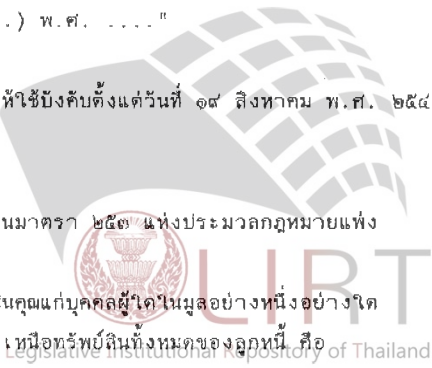 .) พ.ศ. ...."
ห้ใช้บังคับตั้งแต่วันที่ ๑๙ สิงหาคม พ.ศ. ๒๕๔
นมาตรา ๒๕๓ แห่งประมวลกฎหมายแพ่ง
LIRT
นคุณแก่บุคคลผู้ใดในมูลอย่างหนึ่งอย่างใด
เหนือทรัพย์สินทั้งหมดของลูกหนี้ คือ
Legislative Institutional Repository of Thailand